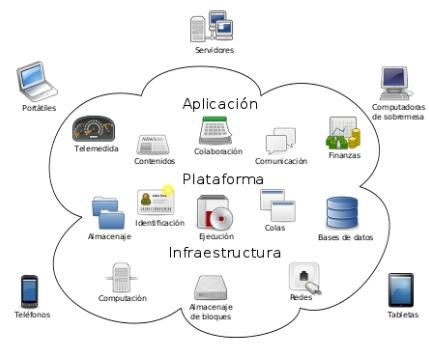 Servidores
Aplicación
Portátiles
Computadoras
de sobremesa
Telemedida
NEWS
Contenidos
Colaboración
Comunicación
Finanzas
Plataforma
Almacenaje
Identificación
Ejecución
Colas
Bases de datos
Infraestructura
Computación
Almacenaje
de bloques
Redes
Teléfonos
Tabletas